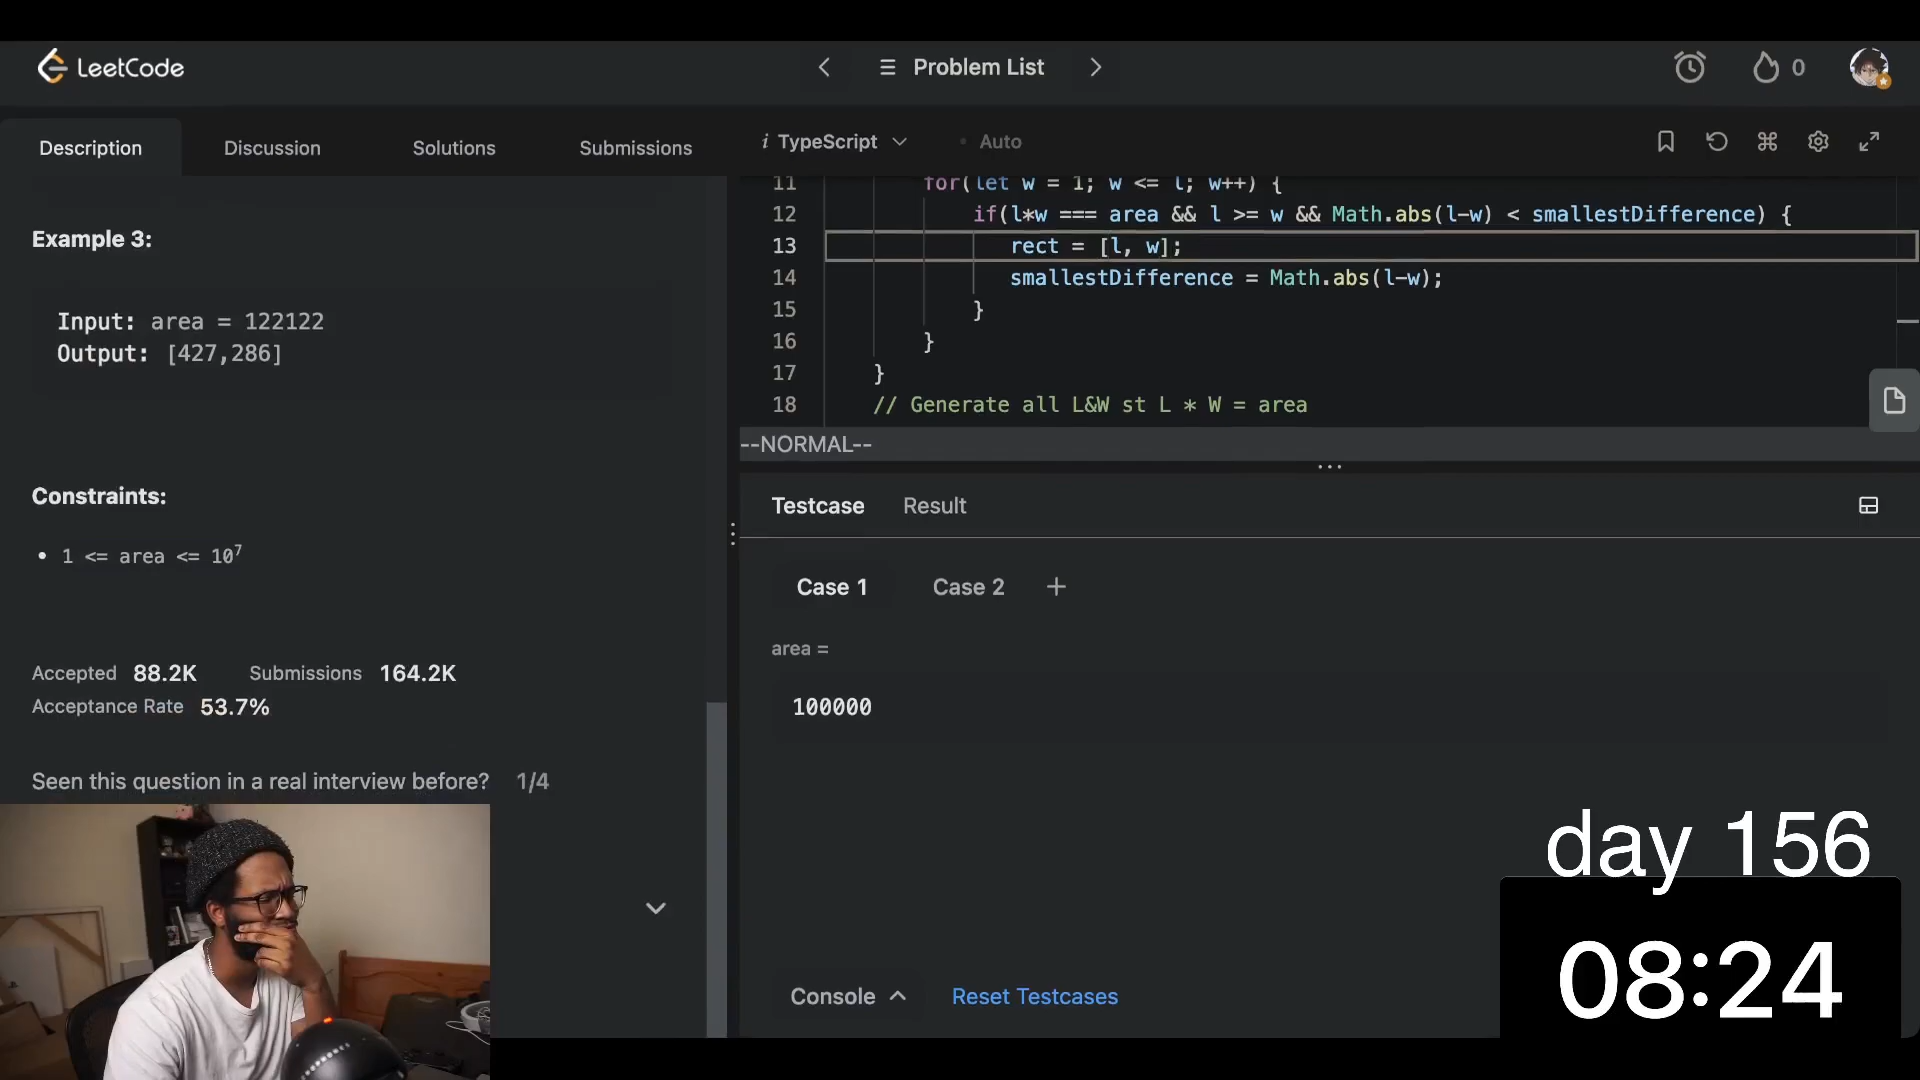 LeetCode
Problem List
0
Description
Discussion
Solutions
Submissions
i TypeScript
Auto
Example 3:
Input: area = 122122
Output: [427,286]
Constraints:
• 1 <= area <= 10⁷
Accepted 88.2K Submissions 164.2K
Acceptance Rate 53.7%
Seen this question in a real interview before? 1/4
11 for(let w = 1; w <= l; w++) {
12 if(l*w === area && l >= w && Math.abs(l-w) < smallestDifference) {
13 rect = [l, w];
14 smallestDifference = Math.abs(l-w);
15 }
16 }
17 }
18 // Generate all L&W st L * W = area
--NORMAL--
Testcase
Result
Case 1
Case 2
+
area =
100000
Console
Reset Testcases
day 156
08:24